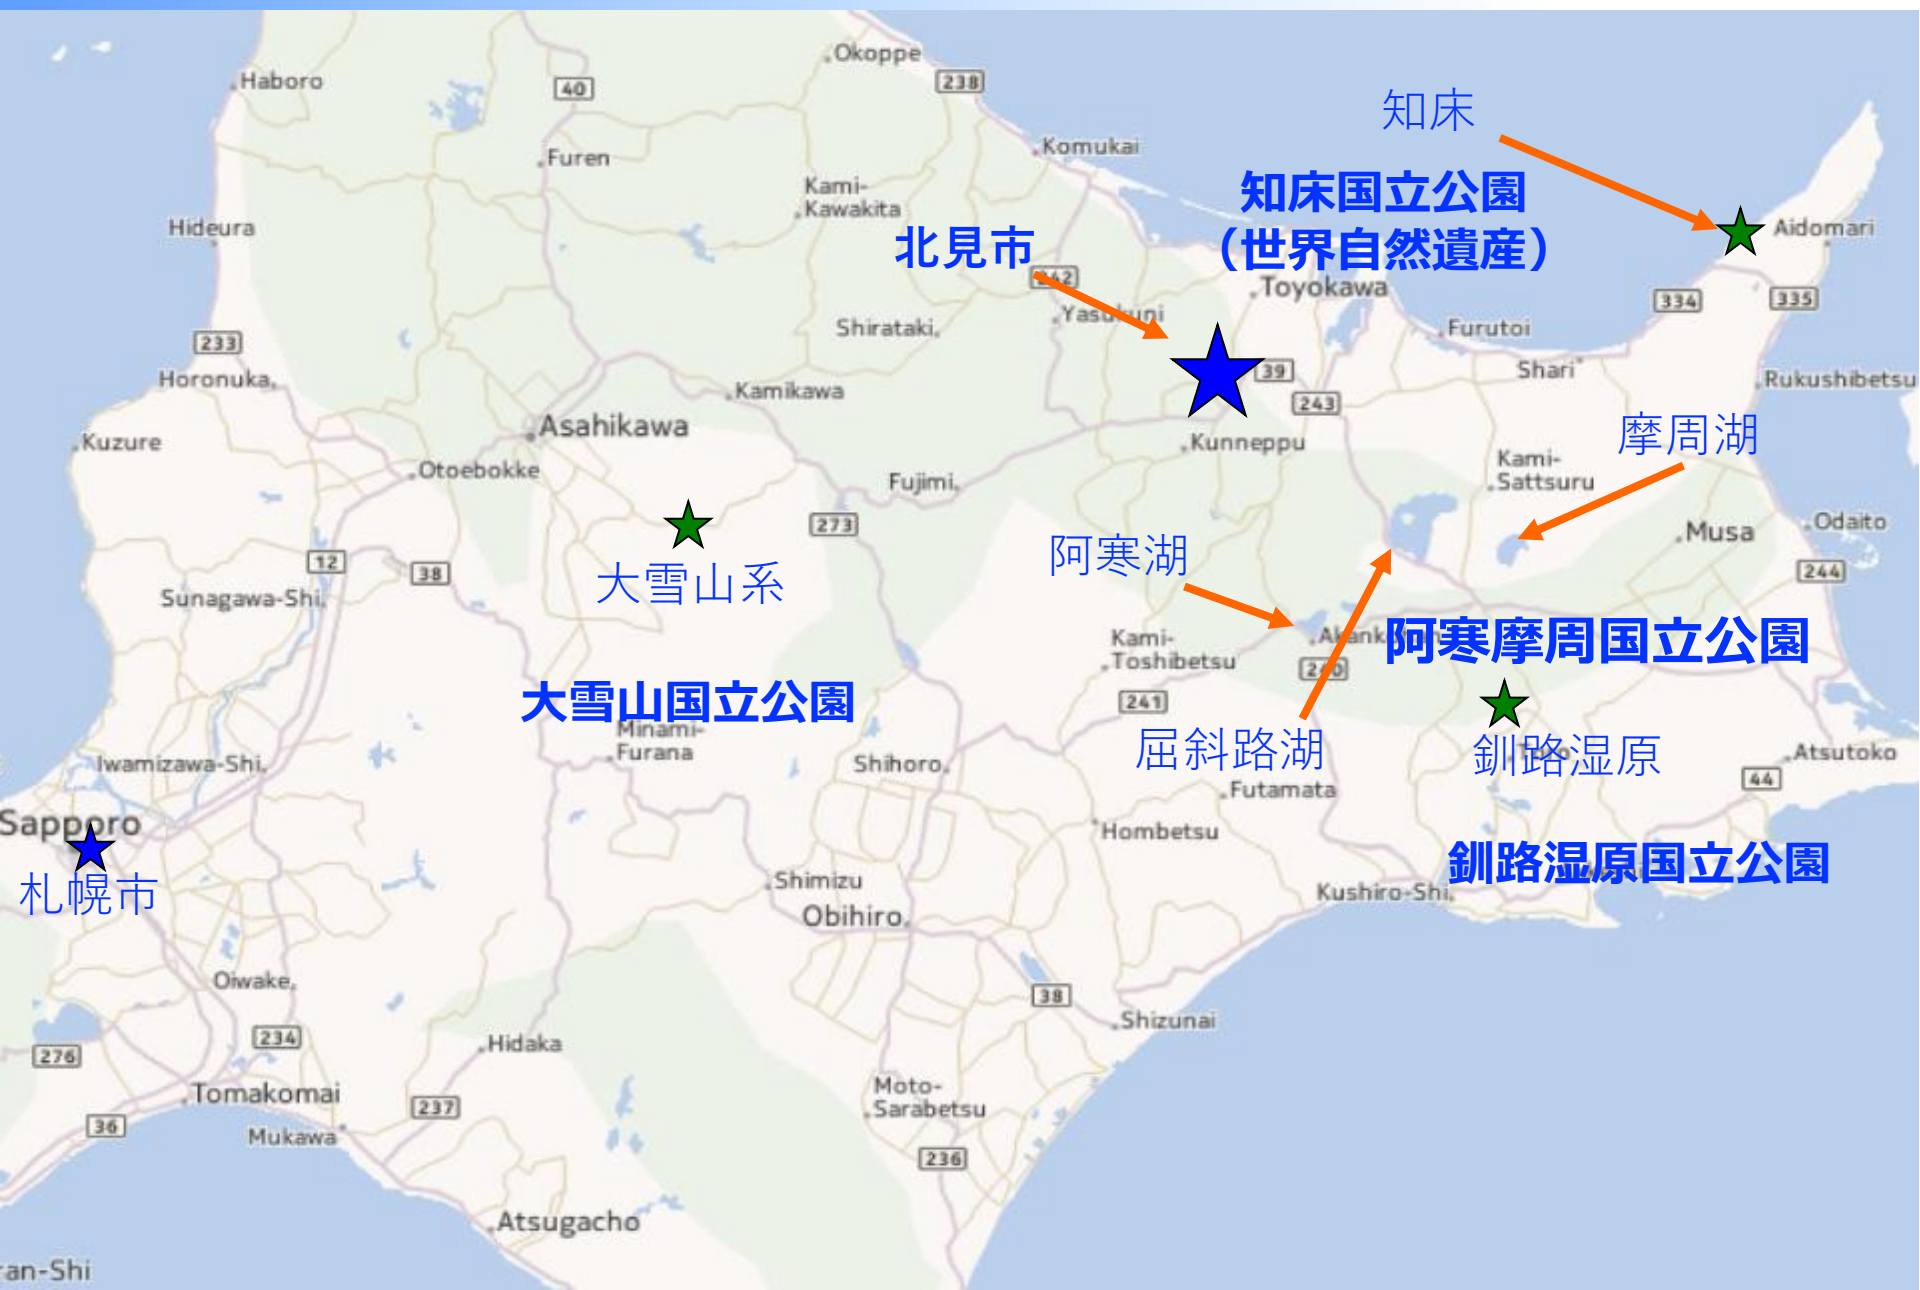 Okoppe
Haboro
40
238
知床
Komukai
Furen
Kami-
Kawakita
知床国立公園
（世界自然遺産）
Hideura
Aidomari
北見市
242
Toyokawa
334
335
Yasukuni
Shirataki
Furutoi
233
Shari
39
Horonuka
Kamikawa
Rukushibetsu
243
Asahikawa
摩周湖
Kuzure
Kunneppu
Otoebokke
Kami-
Sattsuru
Fujimi
273
Odaito
Musa
阿寒湖
12
38
大雪山系
244
Sunagawa-Shi
Kami-
Toshibetsu
阿寒摩周国立公園
240
241
大雪山国立公園
Minami-
Furana
屈斜路湖
釧路湿原
Iwamizawa-Shi
Shihoro
Atsutoko
44
Futamata
Sapporo
Hombetsu
札幌市
釧路湿原国立公園
Shimizu
Kushiro-Shi
Obihiro
Oiwake
38
Shizunai
234
Hidaka
276
Tomakomai
Moto-
Sarabetsu
237
36
Mukawa
236
Atsugacho
ran-Shi